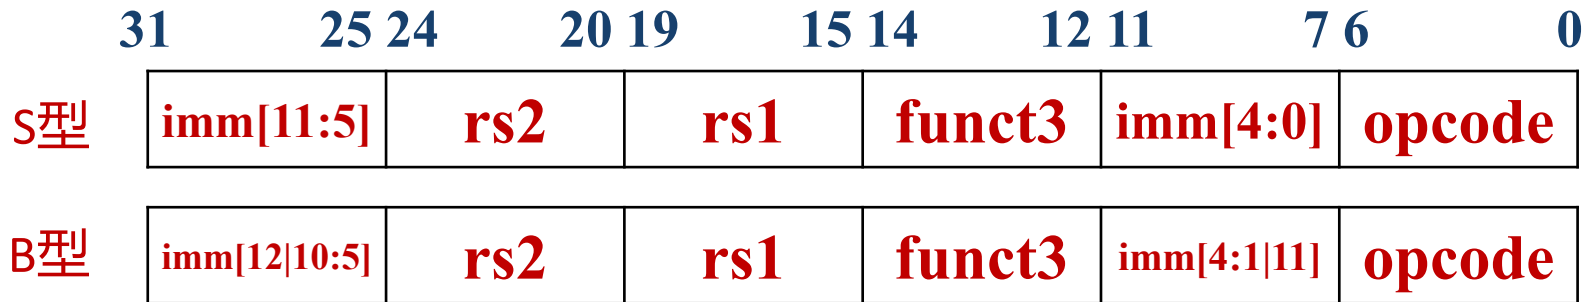 31 25 24 20 19 15 14 12 11 7 6 0
S型 imm[11:5] rs2 rs1 funct3 imm[4:0] opcode
B型 imm[12|10:5] rs2 rs1 funct3 imm[4:1|11] opcode